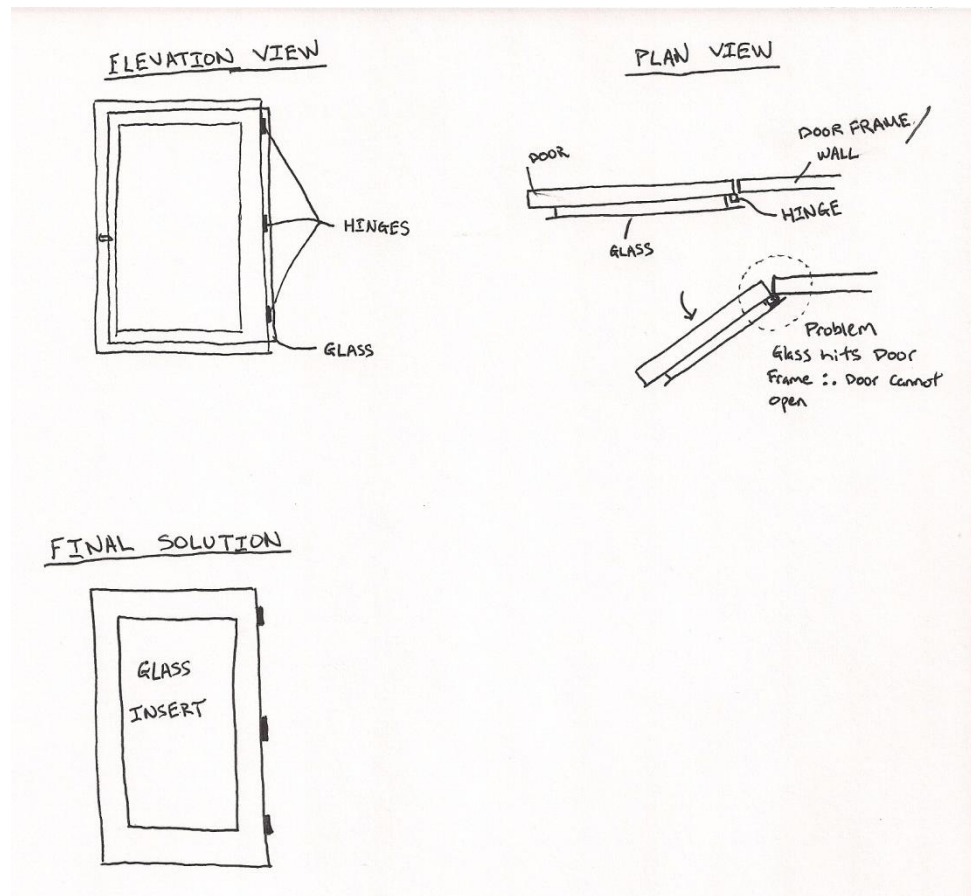 ELEVATION VIEW
HINGES
GLASS
PLAN VIEW
DOOR
DOOR FRAME/
WALL
HINGE
GLASS
Problem
Glass hits Door
Frame ∴ Door Cannot
open
FINAL SOLUTION
GLASS
INSERT